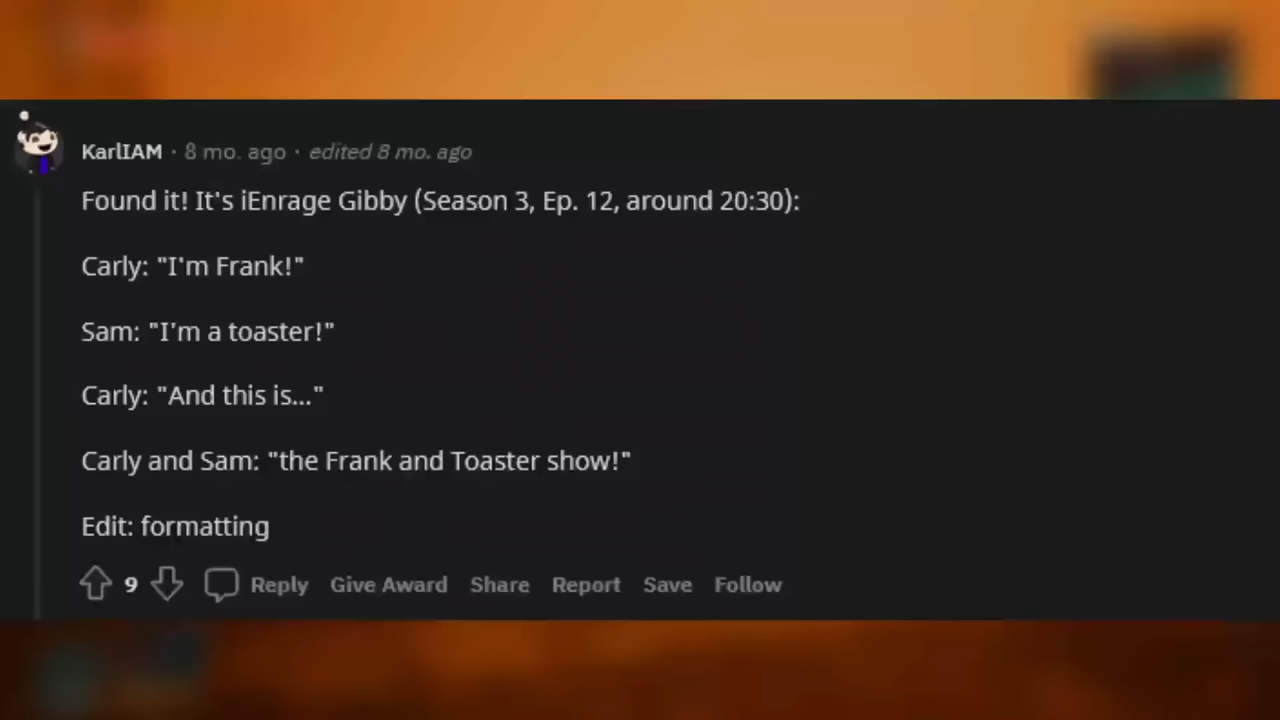 KarlIAM · 8 mo. ago · edited 8 mo. ago
Found it! It's iEnrage Gibby (Season 3, Ep. 12, around 20:30):
Carly: "I'm Frank!"
Sam: "I'm a toaster!"
Carly: "And this is..."
Carly and Sam: "the Frank and Toaster show!"
Edit: formatting
9 Reply Give Award Share Report Save Follow